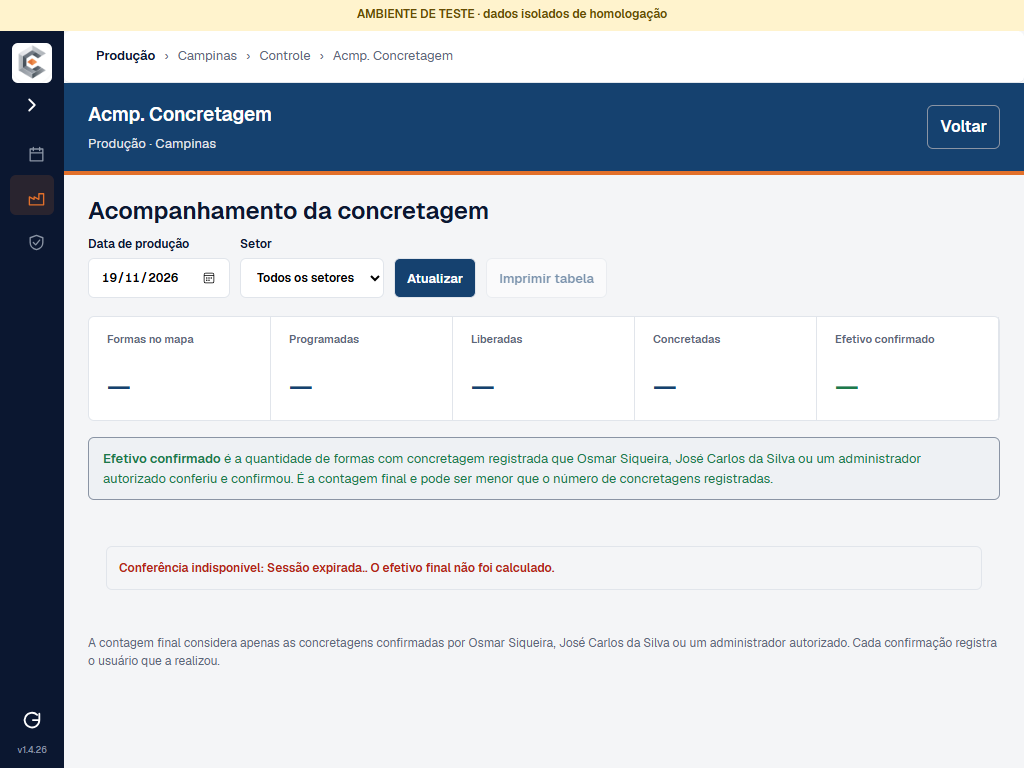 AMBIENTE DE TESTE · dados isolados de homologação
Produção › Campinas › Controle › Acmp. Concretagem
Acmp. Concretagem
Produção · Campinas
Voltar
Acompanhamento da concretagem
Data de produção
Setor
19/11/2026
Todos os setores
Atualizar
Imprimir tabela
Formas no mapa
Programadas
Liberadas
Concretadas
Efetivo confirmado
—
—
—
—
—
Efetivo confirmado é a quantidade de formas com concretagem registrada que Osmar Siqueira, José Carlos da Silva ou um administrador
autorizado conferiu e confirmou. É a contagem final e pode ser menor que o número de concretagens registradas.
Conferência indisponível: Sessão expirada.. O efetivo final não foi calculado.
A contagem final considera apenas as concretagens confirmadas por Osmar Siqueira, José Carlos da Silva ou um administrador autorizado. Cada confirmação registra
o usuário que a realizou.
v1.4.26